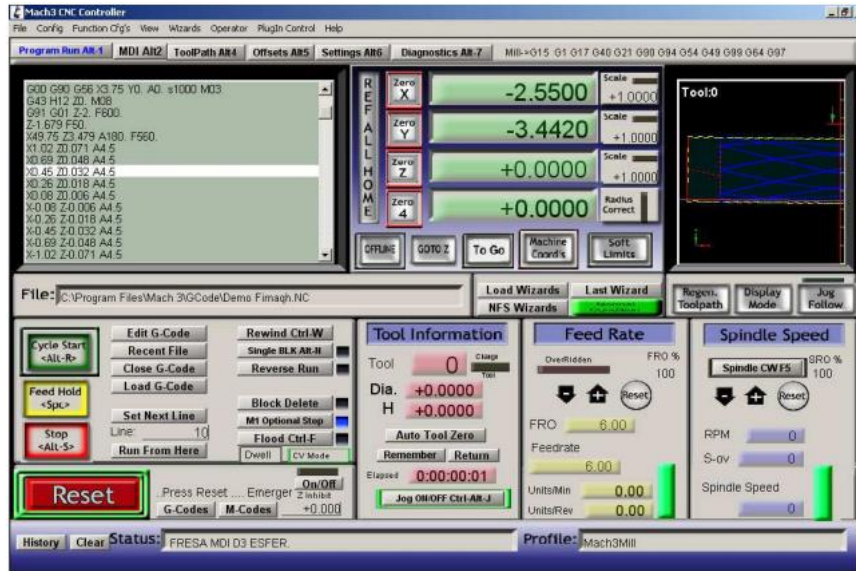 Mach3 CNC Controller
File Config Function Cfg's View Wizards Operator PlugIn Control Help
Program Run Alt-1 MDI Alt2 ToolPath Alt4 Offsets Alt5 Settings Alt6 Diagnostics Alt-7 Mill->G15 G1 G17 G40 G21 G90 G94 G54 G49 G99 G64 G97
G00 G90 G56 X3.75 Y0. A0. s1000 M03
G43 H12 Z0. M08
G91 G01 Z-2. F600.
Z-1.679 F50.
X49.75 Z3.479 A180. F560.
X1.02 Z0.071 A4.5
X0.69 Z0.048 A4.5
X0.45 Z0.032 A4.5
X0.26 Z0.018 A4.5
X0.08 Z0.006 A4.5
X-0.08 Z-0.006 A4.5
X-0.26 Z-0.018 A4.5
X-0.45 Z-0.032 A4.5
X-0.69 Z-0.048 A4.5
X-1.02 Z-0.071 A4.5
REF ALL HOME
Zero X -2.5500 Scale +1.0000
Zero Y -3.4420 Scale +1.0000
Zero Z +0.0000 Scale +1.0000
Zero 4 +0.0000 Radius Correct
OFFLINE GOTO Z To Go Machine Coord's Soft Limits
Tool:0
File: C:\Program Files\Mach 3\GCode\Demo Fimaqh.NC
Load Wizards Last Wizard
NFS Wizards
Regen. Toolpath Display Mode Jog Follow
Cycle Start <Alt-R>
Feed Hold <Spc>
Stop <Alt-S>
Edit G-Code
Recent File
Close G-Code
Load G-Code
Set Next Line
Line: 10
Run From Here
Rewind Ctrl-W
Single BLK Alt-N
Reverse Run
Block Delete
M1 Optional Stop
Flood Ctrl-F
Dwell CV Mode
Reset
..Press Reset .... Emerger
G-Codes M-Codes
On/Off
Z Inhibit
+0.000
Tool Information
Tool 0 Change Tool
Dia. +0.0000
H +0.0000
Auto Tool Zero
Remember Return
Elapsed 0:00:00:01
Jog ON/OFF Ctrl-Alt-J
Feed Rate
OverRidden FRO %
100
Reset
FRO 6.00
Feedrate
6.00
Units/Min 0.00
Units/Rev 0.00
Spindle Speed
Spindle CW F5 SRO %
100
Reset
RPM 0
S-ov 0
Spindle Speed
0
History Clear Status: FRESA MDI D3 ESFER. Profile: Mach3Mill